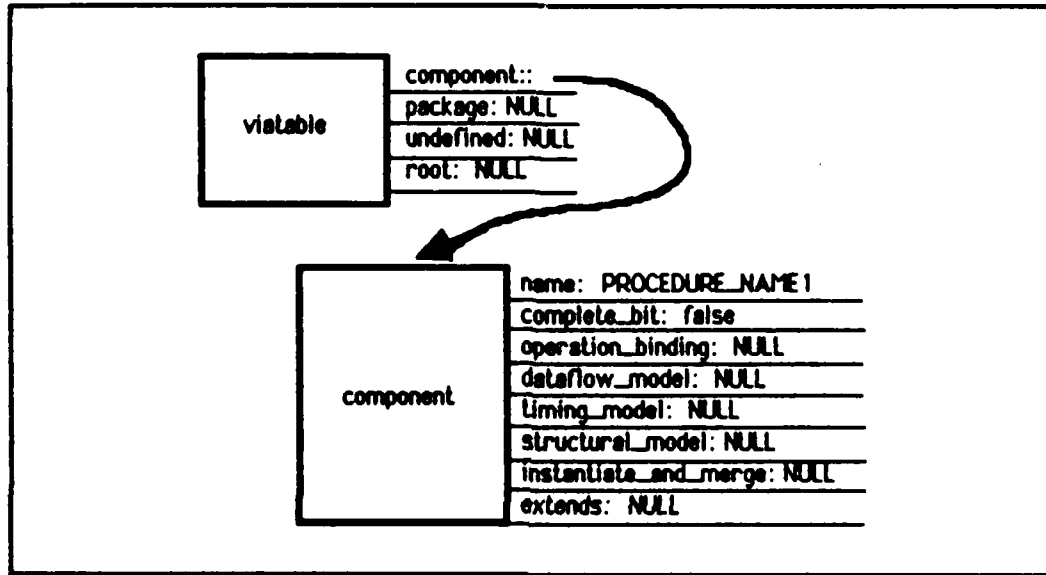 component::
package: NULL
undefined: NULL
root: NULL
viatable
name: PROCEDURE_NAME1
complete_bit: false
operation_binding: NULL
dataflow_model: NULL
timing_model: NULL
structural_model: NULL
instantiate_and_merge: NULL
extends: NULL
component